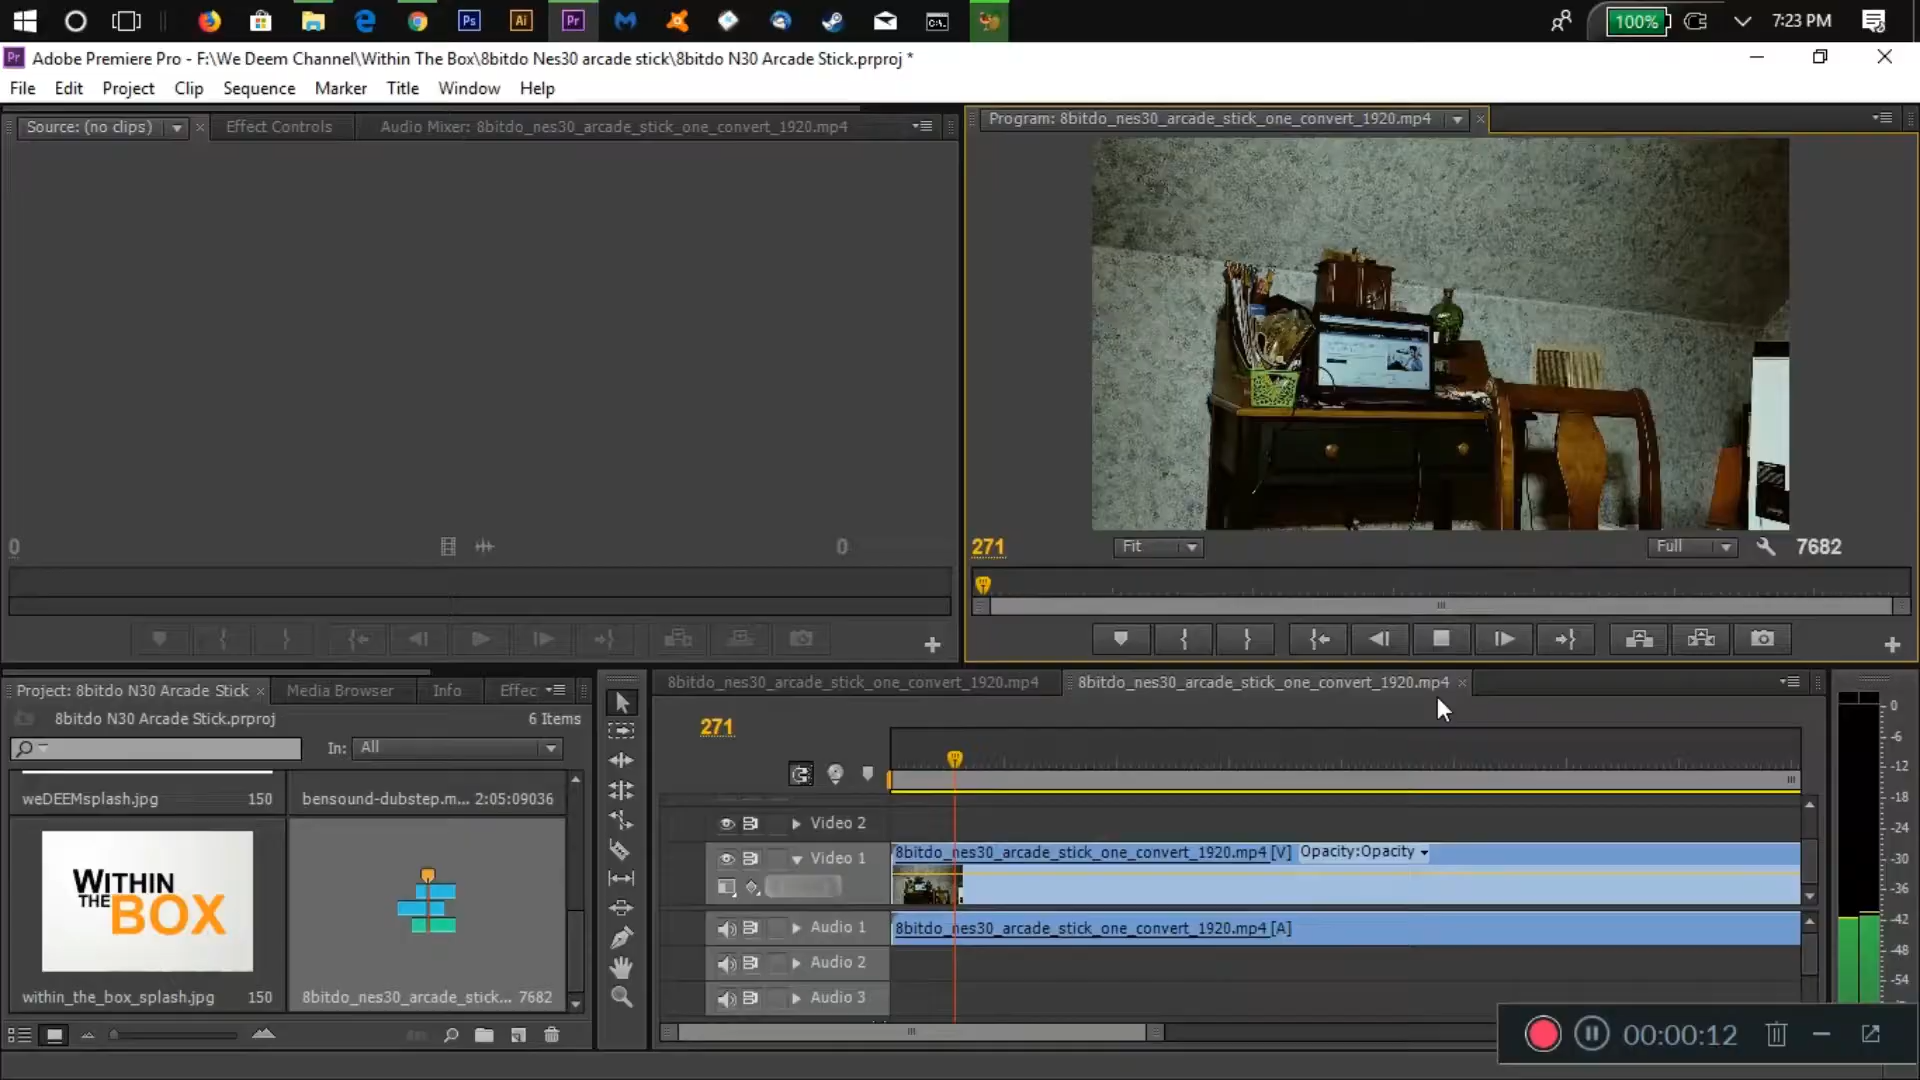 Ps
Ai
Pr
100%
7:23 PM
Pr
Adobe Premiere Pro - F:\We Deem Channel\Within The Box\8bitdo Nes30 arcade stick\8bitdo N30 Arcade Stick.prproj *
File Edit Project Clip Sequence Marker Title Window Help
Source: (no clips)
Effect Controls
Audio Mixer: 8bitdo_nes30_arcade_stick_one_convert_1920.mp4
Program: 8bitdo_nes30_arcade_stick_one_convert_1920.mp4
0
0
271
Fit
Full
7682
Project: 8bitdo N30 Arcade Stick
Media Browser
Info
Effec
8bitdo N30 Arcade Stick.prproj
6 Items
In: All
weDEEMsplash.jpg 150
bensound-dubstep.m... 2:05:09036
WITHIN
THE BOX
within_the_box_splash.jpg 150
8bitdo_nes30_arcade_stick... 7682
8bitdo_nes30_arcade_stick_one_convert_1920.mp4
8bitdo_nes30_arcade_stick_one_convert_1920.mp4
271
Video 2
Video 1
8bitdo_nes30_arcade_stick_one_convert_1920.mp4 [V] Opacity:Opacity
Audio 1
8bitdo_nes30_arcade_stick_one_convert_1920.mp4 [A]
Audio 2
Audio 3
0
-6
-12
-18
-24
-30
-36
-42
-48
-54
00:00:12